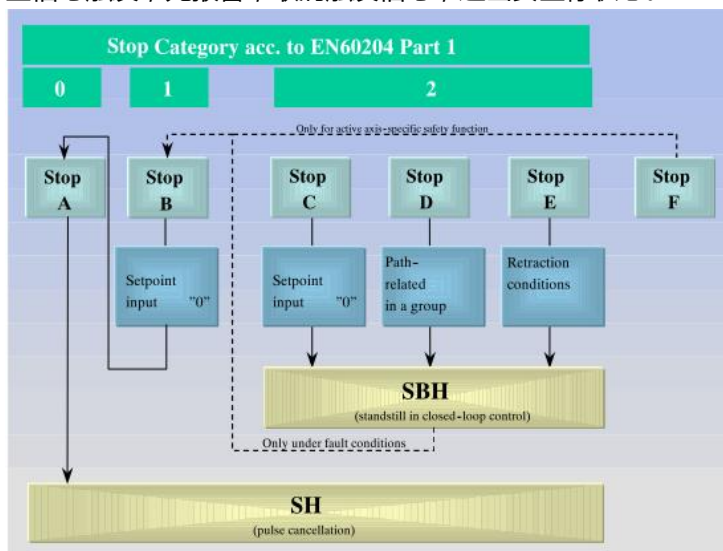 Stop Category acc. to EN60204 Part 1
0
1
2
Only for active axis-specific safety function
Stop
A
Stop
B
Stop
C
Stop
D
Stop
E
Stop
F
Setpoint
input "0"
Setpoint
input "0"
Path-
related
in a group
Retraction
conditions
SBH
(standstill in closed-loop control)
Only under fault conditions
SH
(pulse cancellation)